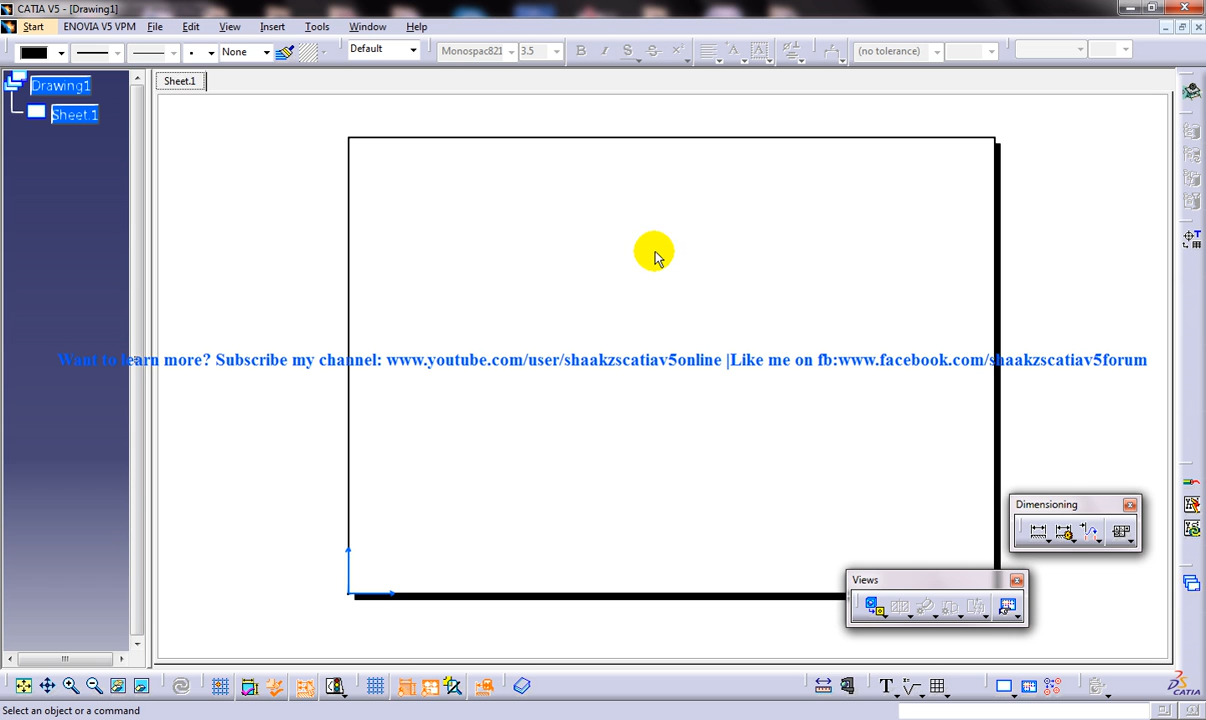 CATIA V5 - [Drawing1]
Start ENOVIA V5 VPM File Edit View Insert Tools Window Help
None Default Monospac821 3.5 B I S S (no tolerance)
Drawing1
Sheet.1
Sheet.1
Want to learn more? Subscribe my channel: www.youtube.com/user/shaakzscatiav5online |Like me on fb:www.facebook.com/shaakzscatiav5forum
Dimensioning
Views
CATIA
Select an object or a command